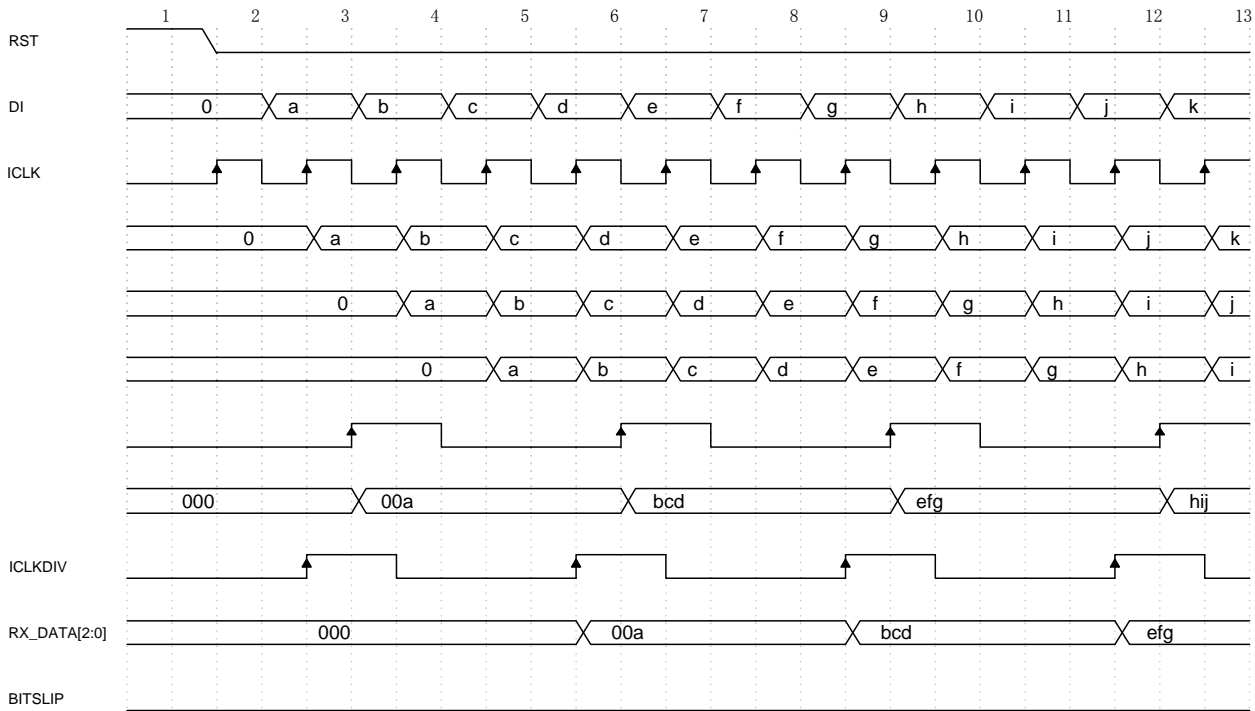 1 2 3 4 5 6 7 8 9 10 11 12 13
RST
DI 0 a b c d e f g h i j k
ICLK
0 a b c d e f g h i j k
0 a b c d e f g h i j
0 a b c d e f g h i
000 00a bcd efg hij
ICLKDIV
RX_DATA[2:0] 000 00a bcd efg
BITSLIP